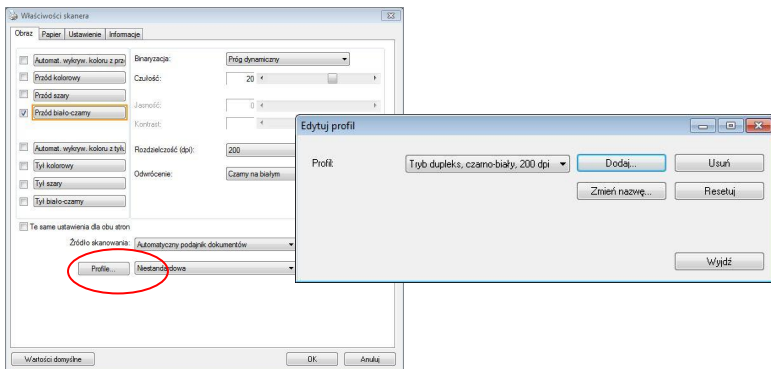 Właściwości skanera
Obraz Papier Ustawienie Informacje
Automat. wykryw. koloru z prze
Przód kolorowy
Przód szary
Przód biało-czarny
Automat. wykryw. koloru z tyłu
Tył kolorowy
Tył szary
Tył biało-czarny
Binaryzacja: Próg dynamiczny
Czułość: 20
Jasność: 0
Kontrast:
Rozdzielczość (dpi): 200
Odwrócenie: Czarny na białym
Te same ustawienia dla obu stron
Źródło skanowania: Automatyczny podajnik dokumentów
Profile... Niestandardowa
Wartości domyślne OK Anuluj
Edytuj profil
Profil: Tryb dupleks, czarno-biały, 200 dpi Dodaj... Usuń
Zmień nazwę... Resetuj
Wyjdź